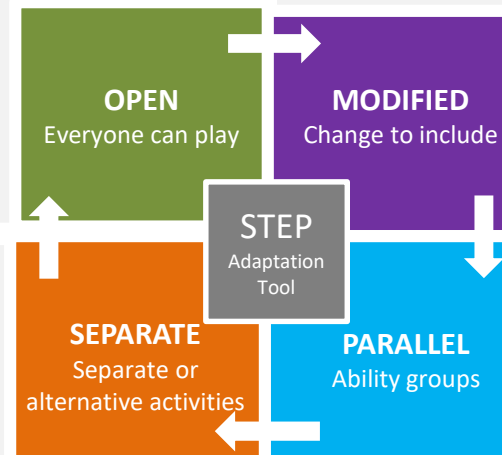 OPEN
Everyone can play
MODIFIED
Change to include
STEP
Adaptation
Tool
SEPARATE
Separate or
alternative activities
PARALLEL
Ability groups